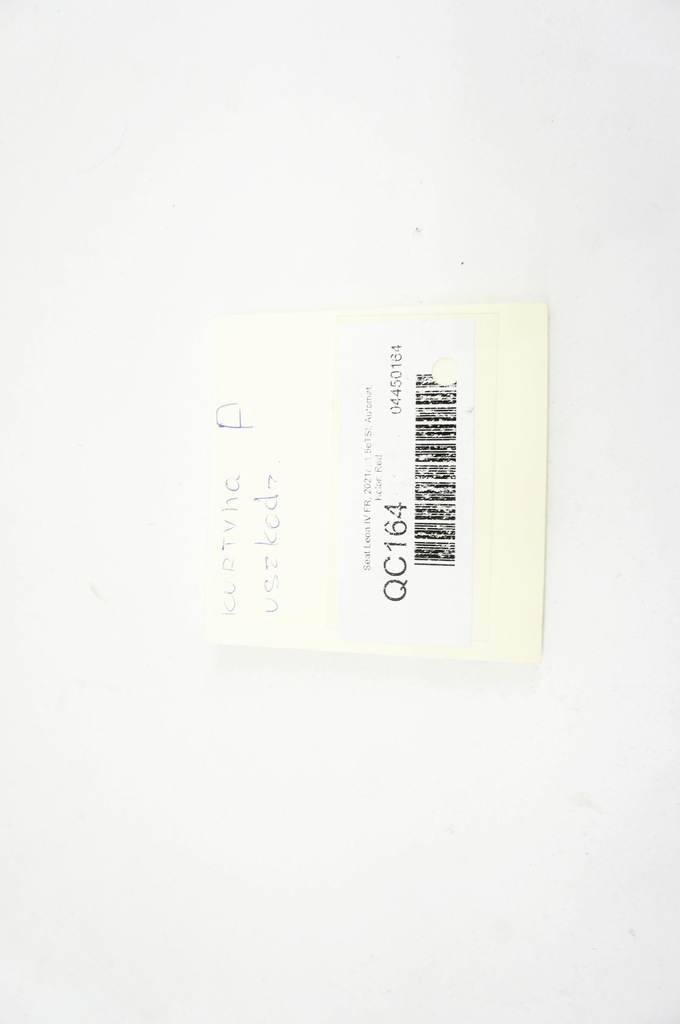 KURTYNA P
USZKODZ.
Seat Leon IV FR, 2021r., 1.5eTSI, Automat,
Kolor: Red
QC164
04450164